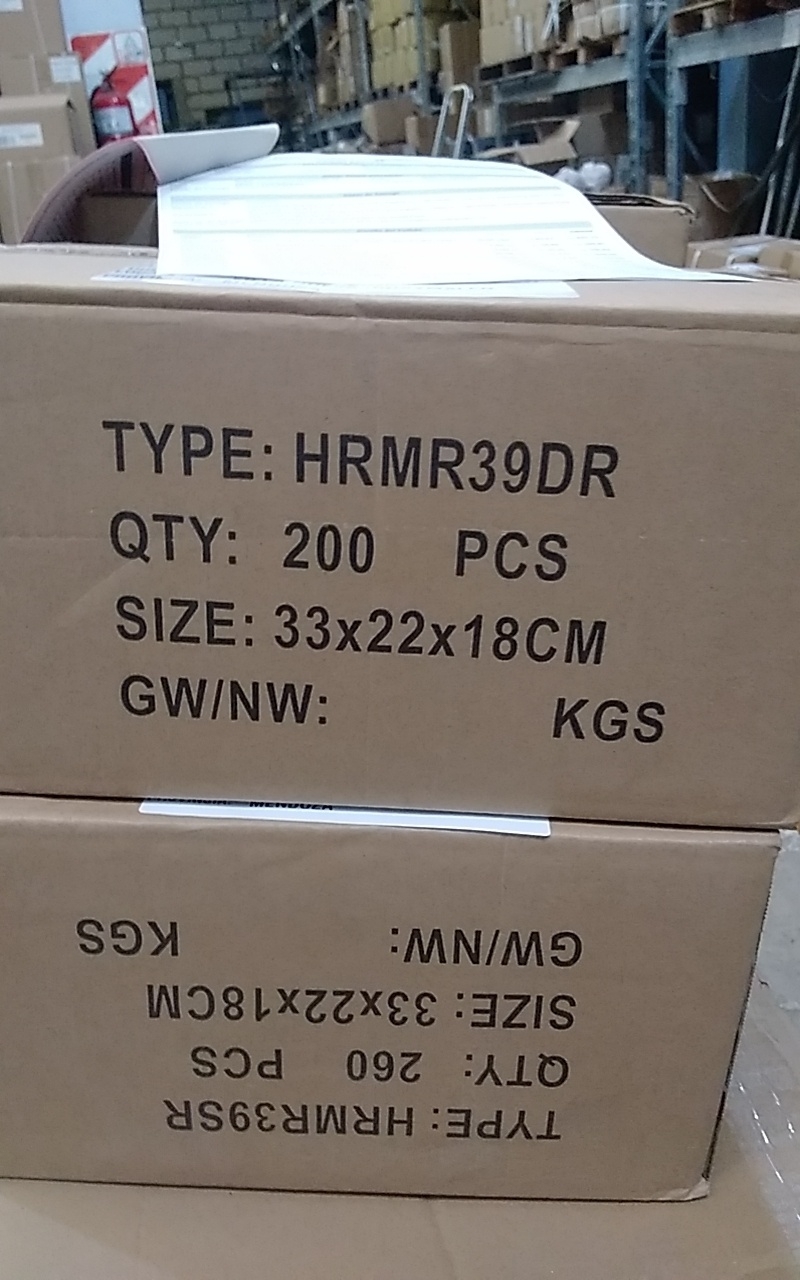 TYPE: HRMR39DR
QTY: 200 PCS
SIZE: 33x22x18CM
GW/NW: KGS
MENDOZA
TYPE: HRMR39SR
QTY: 260 PCS
SIZE: 33x22x18CM
GW/NW: KGS